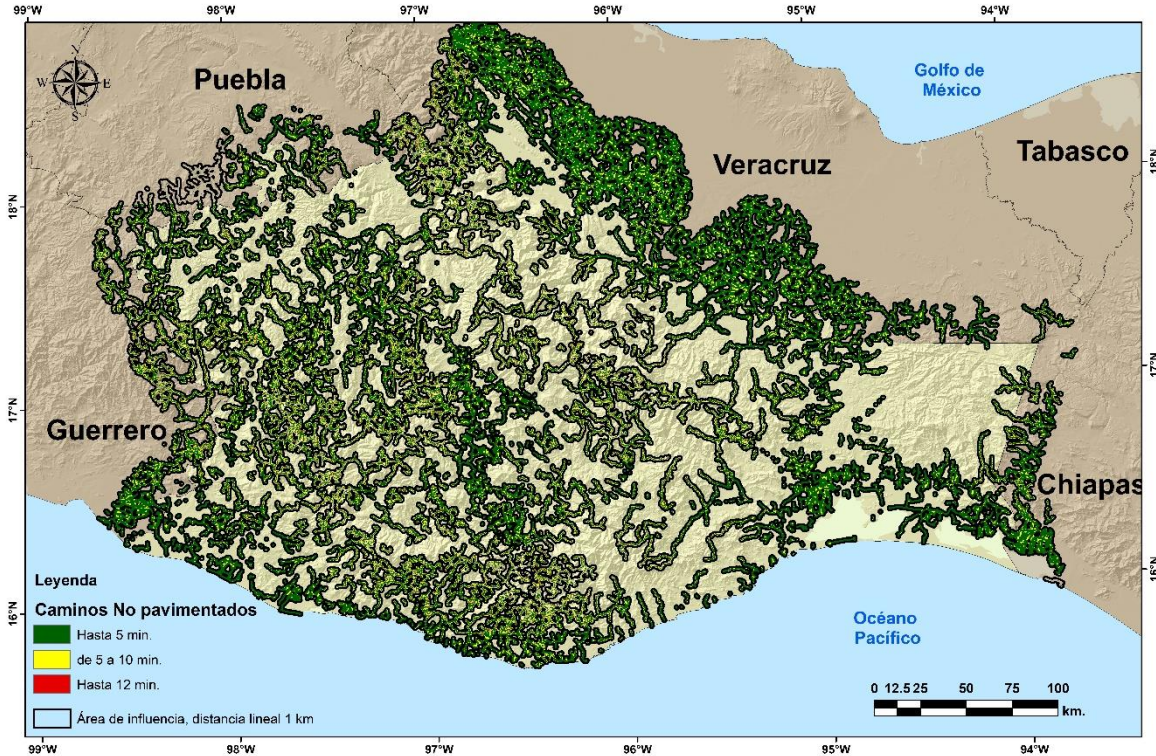 99°W 98°W 97°W 96°W 95°W 94°W
N
W E
S
Puebla
Golfo de
México
Veracruz
Tabasco
18°N
18°N
17°N
17°N
Guerrero
Chiapas
16°N
16°N
Océano
Pacífico
Leyenda
Caminos No pavimentados
Hasta 5 min.
de 5 a 10 min.
Hasta 12 min.
Área de influencia, distancia lineal 1 km
0 12.5 25 50 75 100
km.
99°W 98°W 97°W 96°W 95°W 94°W